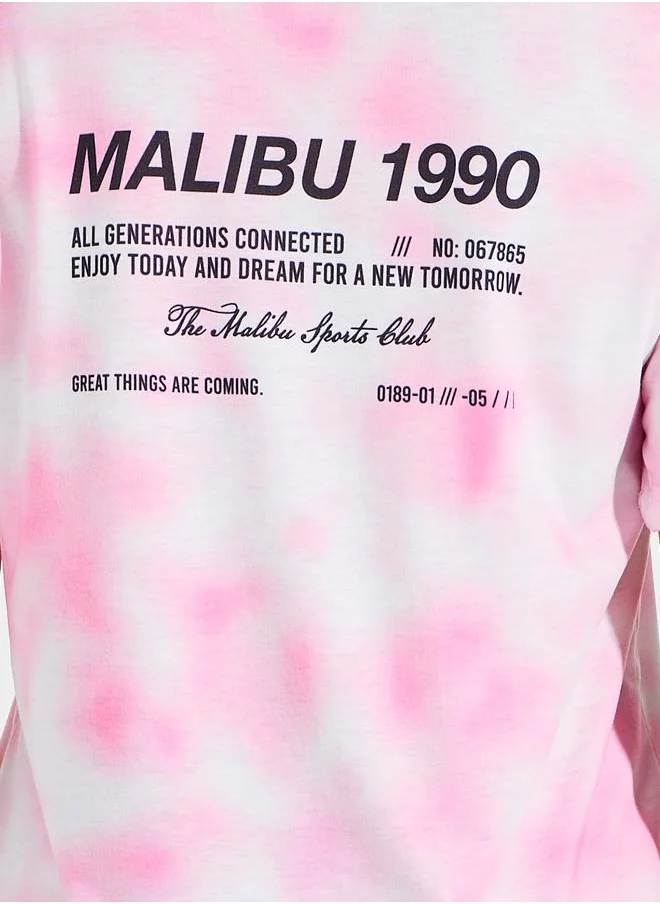 MALIBU 1990
ALL GENERATIONS CONNECTED /// NO: 067865
ENJOY TODAY AND DREAM FOR A NEW TOMORROW.
The Malibu Sports Club
GREAT THINGS ARE COMING. 0189-01 /// -05 / / |